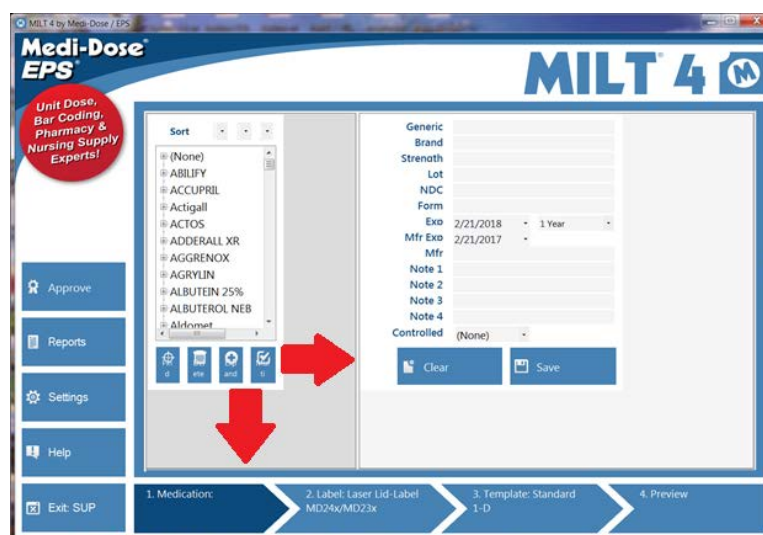 MILT 4 by Medi-Dose / EPS
Medi-Dose®
EPS®
MILT® 4 M
Unit Dose,
Bar Coding,
Pharmacy &
Nursing Supply
Experts!
Approve
Reports
Settings
Help
Exit: SUP
Sort
(None)
ABILIFY
ACCUPRIL
Actigall
ACTOS
ADDERALL XR
AGGRENOX
AGRYLIN
ALBUTEIN 25%
ALBUTEROL NEB
Aldomet
d ete and ti
Generic
Brand
Strength
Lot
NDC
Form
Exp 2/21/2018 1 Year
Mfr Exp 2/21/2017
Mfr
Note 1
Note 2
Note 3
Note 4
Controlled (None)
Clear Save
1. Medication:
2. Label: Laser Lid-Label
MD24x/MD23x
3. Template: Standard
1-D
4. Preview